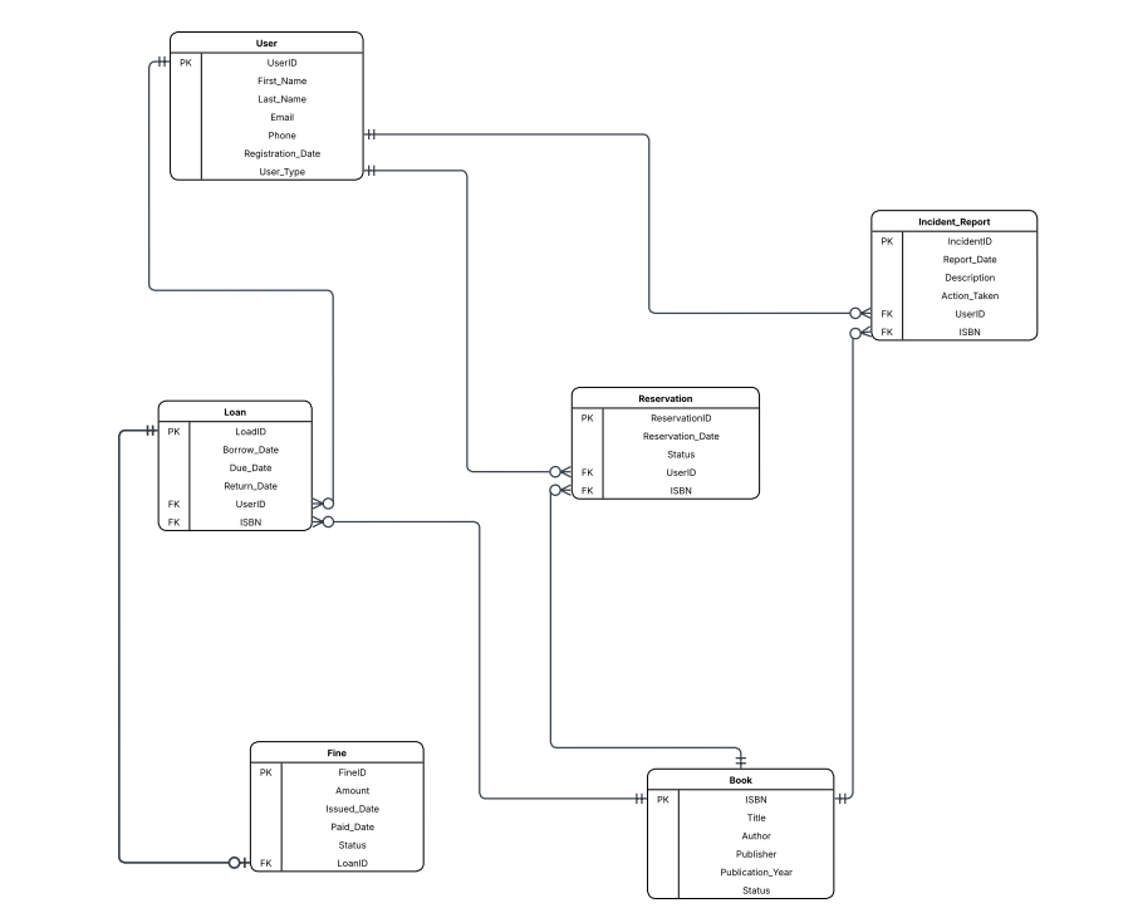 User
PK UserID
First_Name
Last_Name
Email
Phone
Registration_Date
User_Type
Incident_Report
PK IncidentID
Report_Date
Description
Action_Taken
FK UserID
FK ISBN
Loan
PK LoadID
Borrow_Date
Due_Date
Return_Date
FK UserID
FK ISBN
Reservation
PK ReservationID
Reservation_Date
Status
FK UserID
FK ISBN
Fine
PK FineID
Amount
Issued_Date
Paid_Date
Status
FK LoanID
Book
PK ISBN
Title
Author
Publisher
Publication_Year
Status